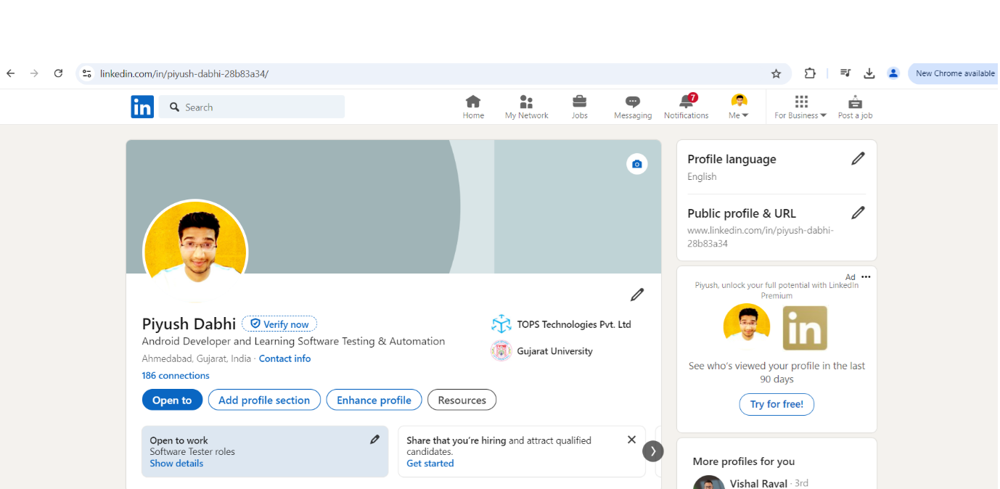 linkedin.com/in/piyush-dabhi-28b83a34/
New Chrome available
in
Search
Home
My Network
Jobs
Messaging
7
Notifications
Me
For Business
Post a job
Piyush Dabhi
Verify now
Android Developer and Learning Software Testing & Automation
Ahmedabad, Gujarat, India · Contact info
186 connections
TOPS Technologies Pvt. Ltd
Gujarat University
Open to
Add profile section
Enhance profile
Resources
Open to work
Software Tester roles
Show details
Share that you're hiring and attract qualified
candidates.
Get started
Profile language
English
Public profile & URL
www.linkedin.com/in/piyush-dabhi-
28b83a34
Ad
Piyush, unlock your full potential with LinkedIn
Premium
in
See who's viewed your profile in the last
90 days
Try for free!
More profiles for you
Vishal Raval · 3rd